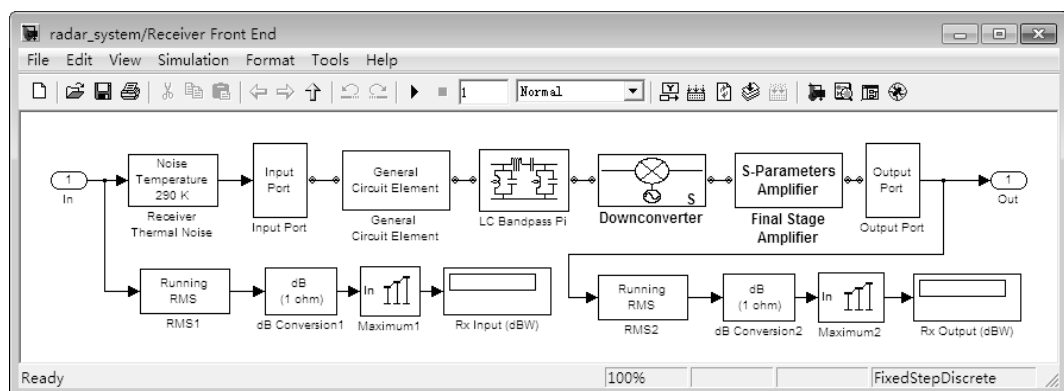 radar_system/Receiver Front End
File Edit View Simulation Format Tools Help
1 Normal
1
In
Noise
Temperature
290 K
Receiver
Thermal Noise
Input
Port
Input Port
General
Circuit Element
General
Circuit Element
LC Bandpass Pi
S
Downconverter
S-Parameters
Amplifier
Final Stage
Amplifier
Output
Port
Output Port
1
Out
Running
RMS
RMS1
dB
(1 ohm)
dB Conversion1
In
Maximum1
Rx Input (dBW)
Running
RMS
RMS2
dB
(1 ohm)
dB Conversion2
In
Maximum2
Rx Output (dBW)
Ready 100% FixedStepDiscrete